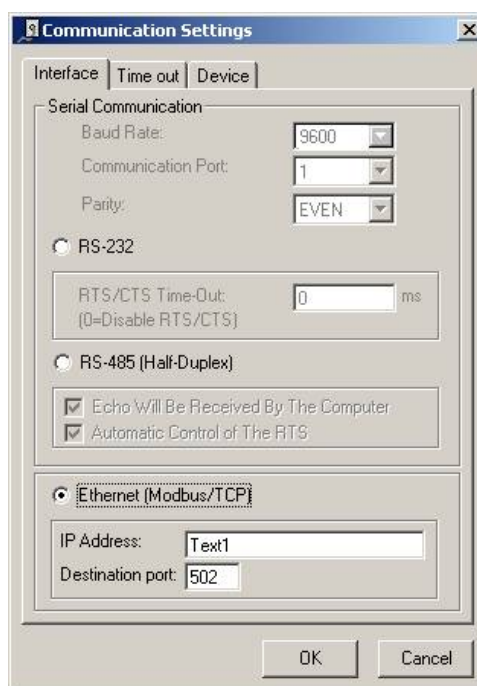 Communication Settings
Interface Time out Device
Serial Communication
Baud Rate: 9600
Communication Port: 1
Parity: EVEN
RS-232
RTS/CTS Time-Out: 0 ms
(0=Disable RTS/CTS)
RS-485 (Half-Duplex)
Echo Will Be Received By The Computer
Automatic Control of The RTS
Ethernet (Modbus/TCP)
IP Address: Text1
Destination port: 502
OK Cancel